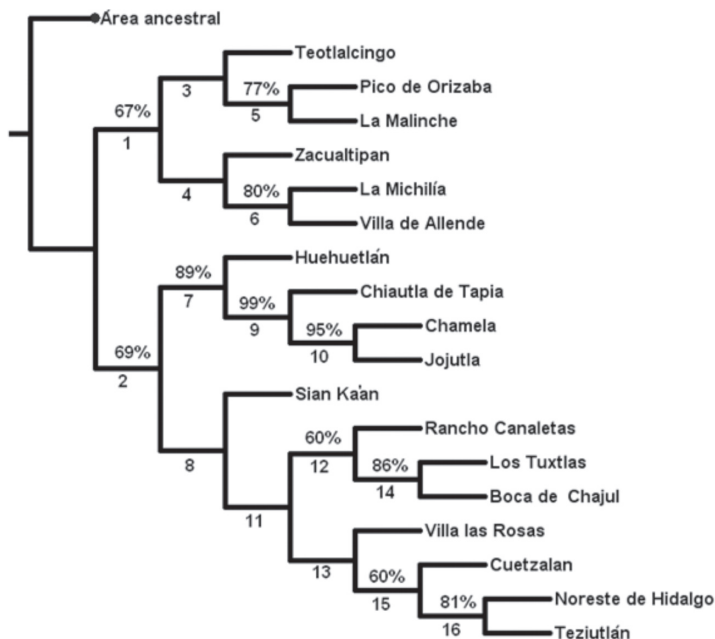 Área ancestral
Teotlalcingo
3
77%
Pico de Orizaba
67%
5
1
La Malinche
Zacualtipan
4
80%
La Michilía
6
Villa de Allende
Huehuetlán
89%
7
Chiautla de Tapia
99%
9
Chamela
95%
10
69%
Jojutla
2
Sian Ka'an
Rancho Canaletas
60%
8
12
86%
Los Tuxtlas
14
Boca de Chajul
11
Villa las Rosas
13
Cuetzalan
60%
15
81%
Noreste de Hidalgo
16
Teziutlán